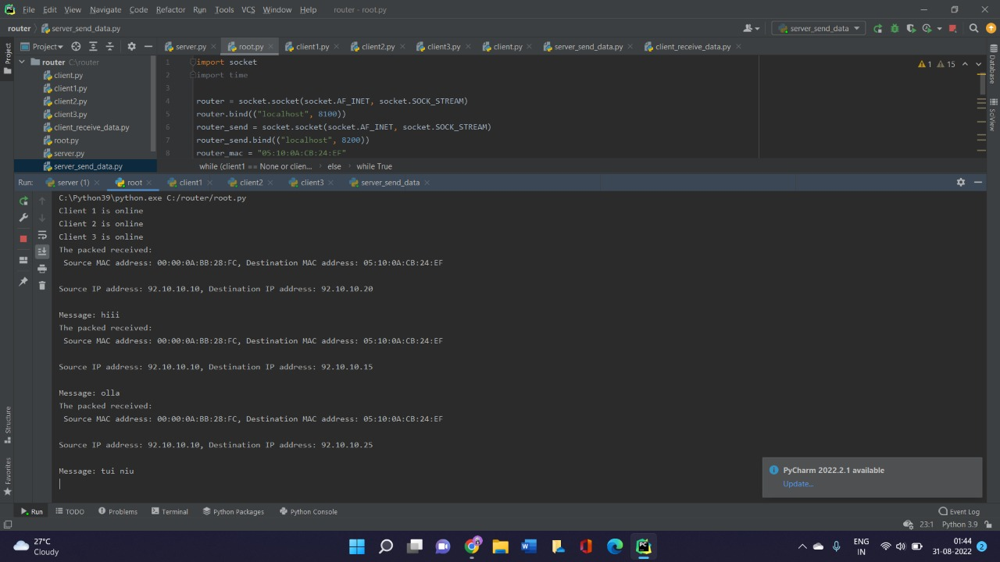 File Edit View Navigate Code Refactor Run Tools VCS Window Help router - root.py
router server_send_data.py server_send_data
Project server.py root.py client1.py client2.py client3.py client.py server_send_data.py client_receive_data.py
router C:\router
client.py
client1.py
client2.py
client3.py
client_receive_data.py
root.py
server.py
server_send_data.py
1 import socket
2 import time
3
4 router = socket.socket(socket.AF_INET, socket.SOCK_STREAM)
5 router.bind(("localhost", 8100))
6 router_send = socket.socket(socket.AF_INET, socket.SOCK_STREAM)
7 router_send.bind(("localhost", 8200))
8 router_mac = "05:10:0A:CB:24:EF"
1 15
while (client1 == None or clien... › else › while True
Project
Structure
Favorites
Database
SciView
Run: server (1) root client1 client2 client3 server_send_data
C:\Python39\python.exe C:/router/root.py
Client 1 is online
Client 2 is online
Client 3 is online
The packed received:
Source MAC address: 00:00:0A:BB:28:FC, Destination MAC address: 05:10:0A:CB:24:EF
Source IP address: 92.10.10.10, Destination IP address: 92.10.10.20
Message: hiii
The packed received:
Source MAC address: 00:00:0A:BB:28:FC, Destination MAC address: 05:10:0A:CB:24:EF
Source IP address: 92.10.10.10, Destination IP address: 92.10.10.15
Message: olla
The packed received:
Source MAC address: 00:00:0A:BB:28:FC, Destination MAC address: 05:10:0A:CB:24:EF
Source IP address: 92.10.10.10, Destination IP address: 92.10.10.25
Message: tui niu
PyCharm 2022.2.1 available
Update...
Run TODO Problems Terminal Python Packages Python Console Event Log
23:1 Python 3.9
27°C
Cloudy
ENG
IN
01:44
31-08-2022
2